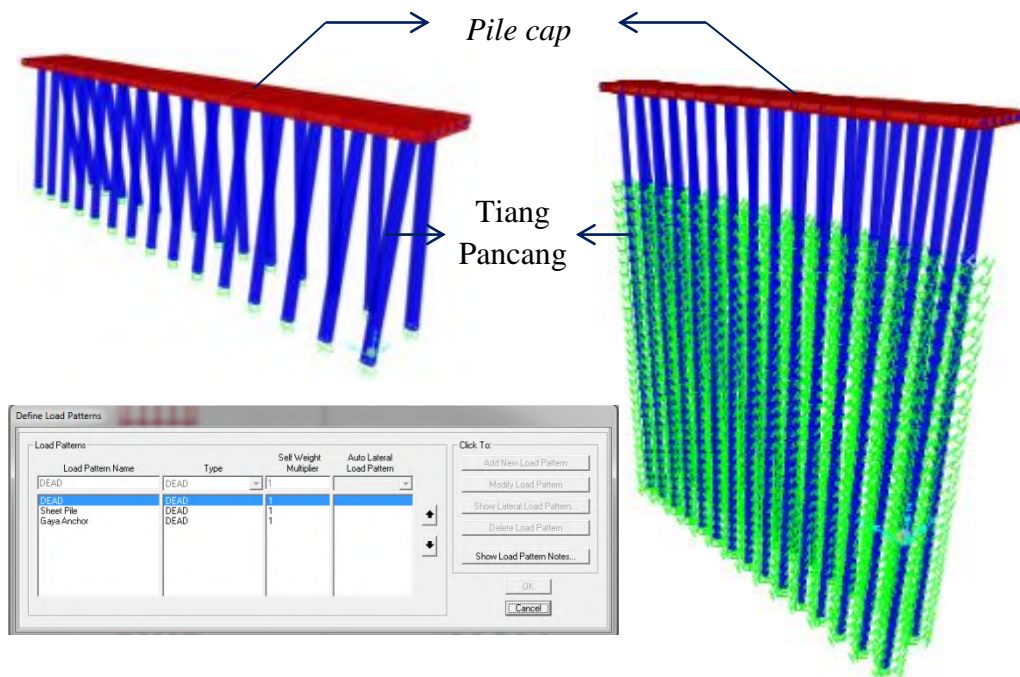 Pile cap
Tiang
Pancang
Define Load Patterns
Load Patterns
Load Pattern Name
Type
Self Weight
Multiplier
Auto Lateral
Load Pattern
DEAD DEAD 1
DEAD DEAD 1
Sheet Pile DEAD 1
Gaya Anchor DEAD 1
Click To:
Add New Load Pattern
Modify Load Pattern
Show Lateral Load Pattern...
Delete Load Pattern
Show Load Pattern Notes...
OK
Cancel